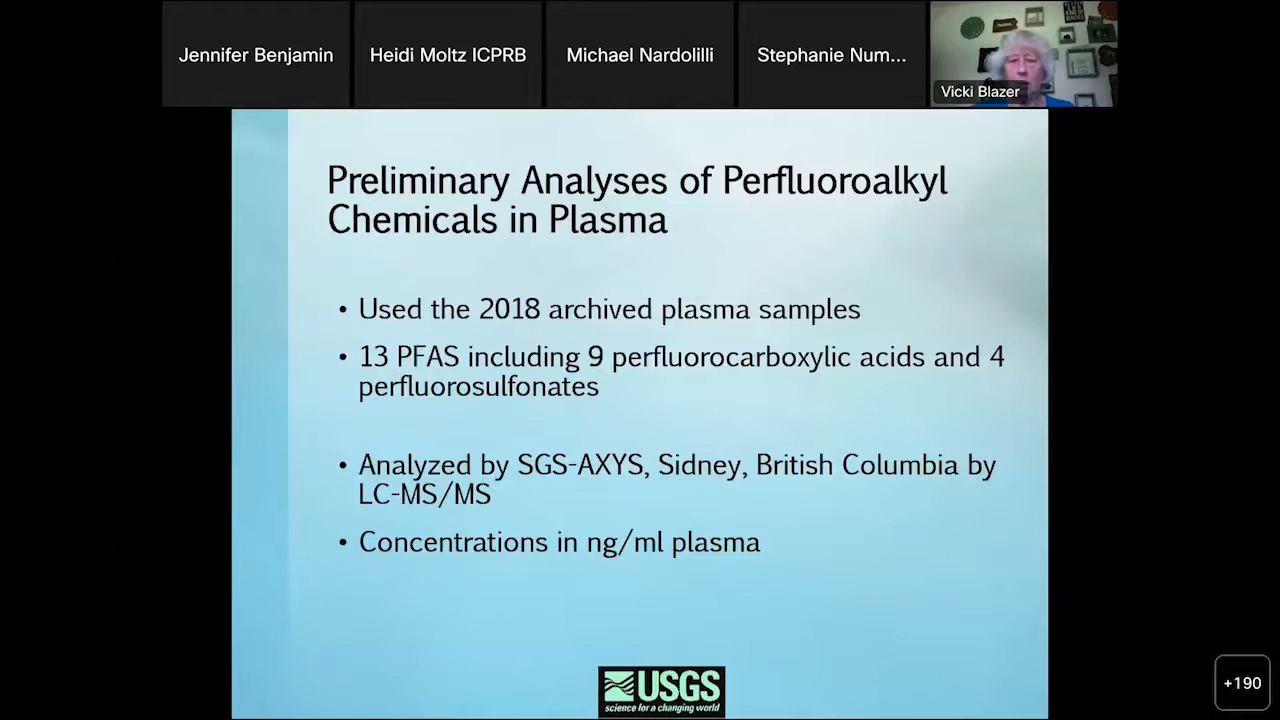 Jennifer Benjamin
Heidi Moltz ICPRB
Michael Nardolilli
Stephanie Num...
Vicki Blazer
Preliminary Analyses of Perfluoroalkyl
Chemicals in Plasma
• Used the 2018 archived plasma samples
• 13 PFAS including 9 perfluorocarboxylic acids and 4
perfluorosulfonates
• Analyzed by SGS-AXYS, Sidney, British Columbia by
LC-MS/MS
• Concentrations in ng/ml plasma
USGS
science for a changing world
+190